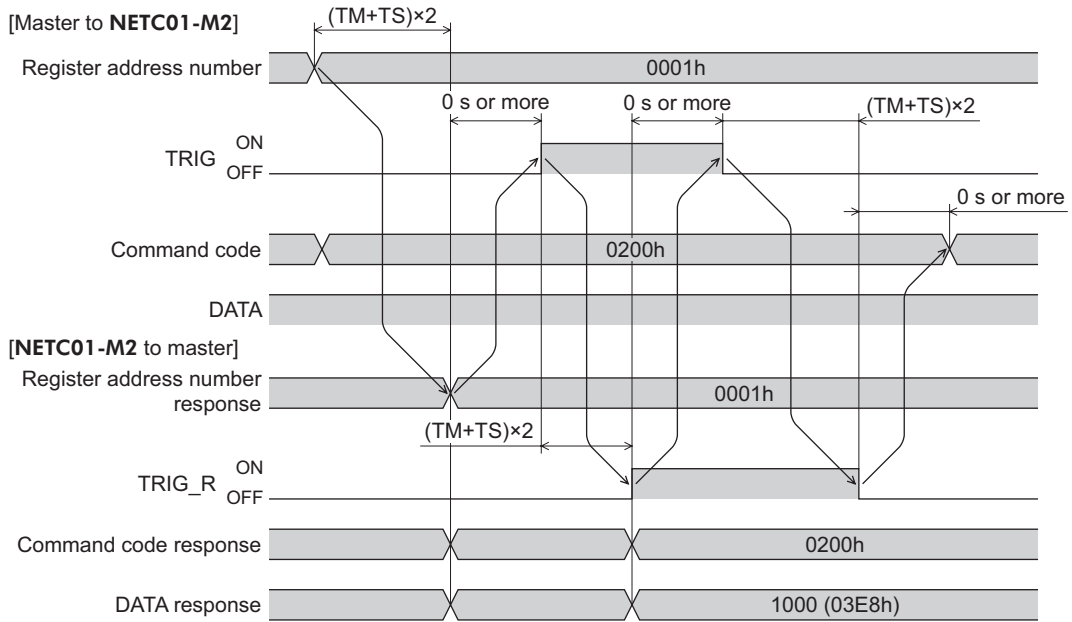 [Master to NETC01-M2]
(TM+TS)×2
Register address number
0001h
0 s or more
0 s or more
(TM+TS)×2
TRIG
ON
OFF
0 s or more
Command code
0200h
DATA
[NETC01-M2 to master]
Register address number
response
0001h
(TM+TS)×2
TRIG_R
ON
OFF
Command code response
0200h
DATA response
1000 (03E8h)